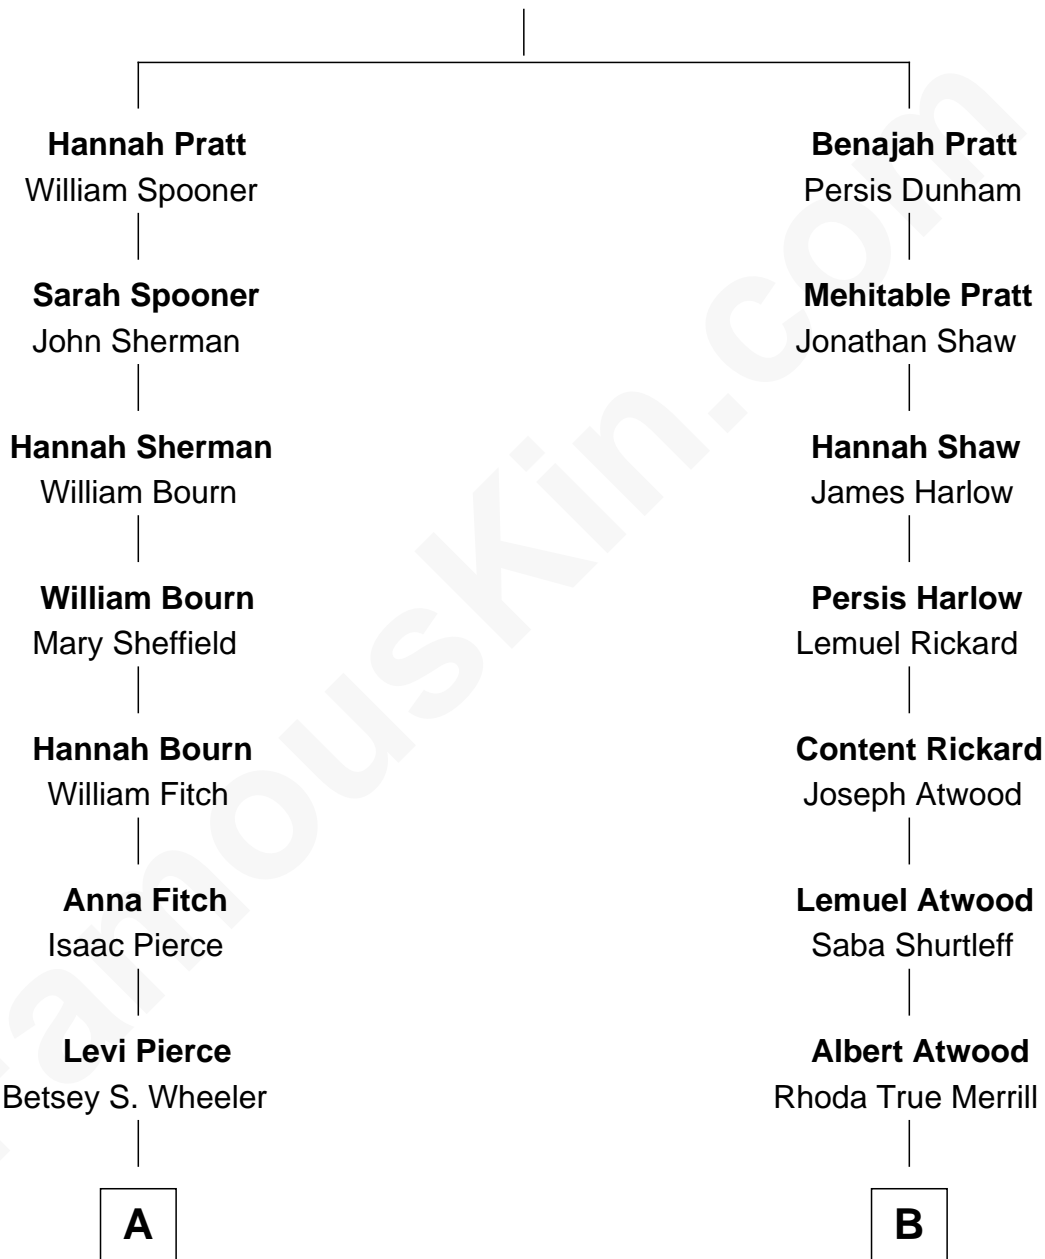 Hannah Pratt
William Spooner
Sarah Spooner
John Sherman
Hannah Sherman
William Bourn
William Bourn
Mary Sheffield
Hannah Bourn
William Fitch
Anna Fitch
Isaac Pierce
Levi Pierce
Betsey S. Wheeler
A
Benajah Pratt
Persis Dunham
Mehitable Pratt
Jonathan Shaw
Hannah Shaw
James Harlow
Persis Harlow
Lemuel Rickard
Content Rickard
Joseph Atwood
Lemuel Atwood
Saba Shurtleff
Albert Atwood
Rhoda True Merrill
B
FamousKin.com